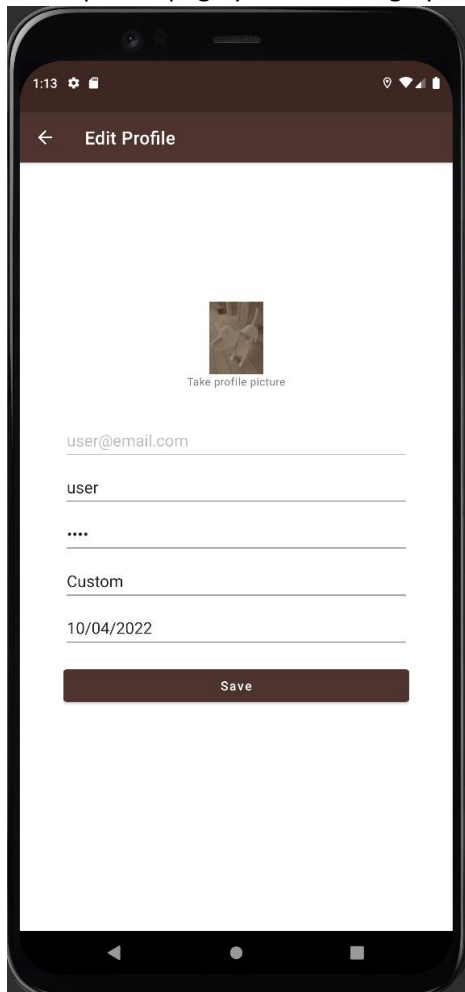 1:13
Edit Profile
Take profile picture
user@email.com
user
••••
Custom
10/04/2022
Save